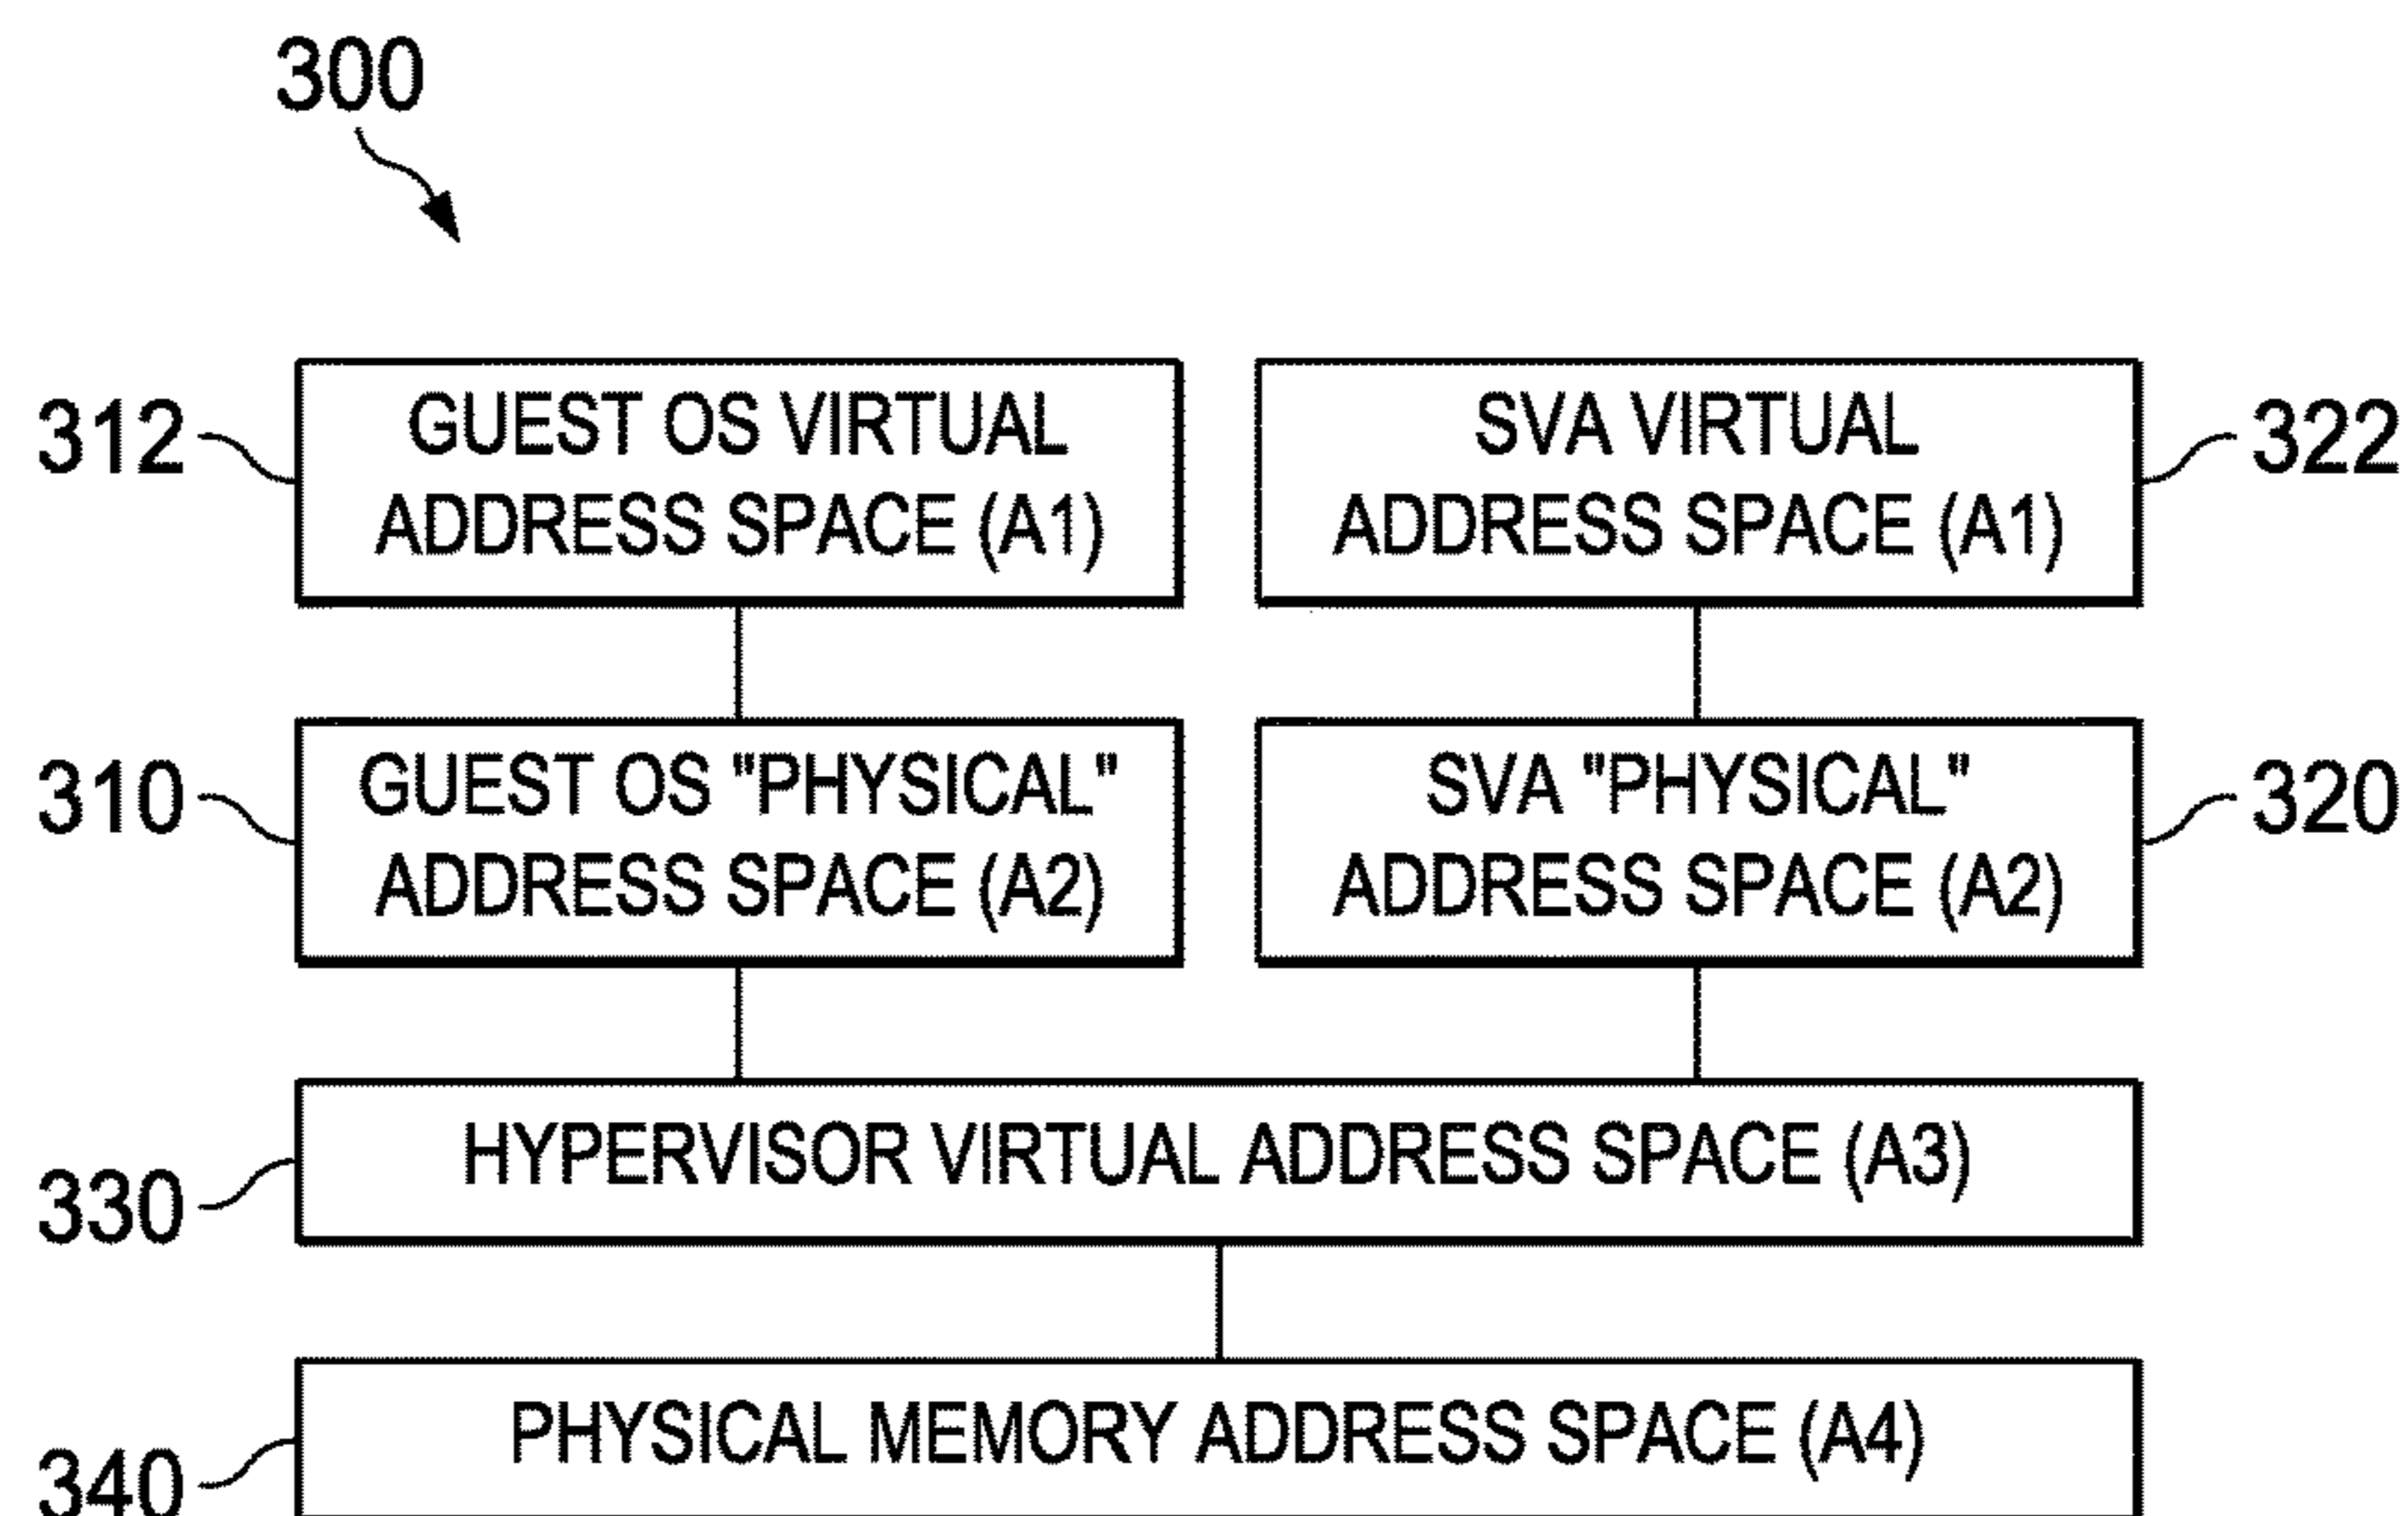 300
312
GUEST OS VIRTUAL
ADDRESS SPACE (A1)
SVA VIRTUAL
ADDRESS SPACE (A1)
322
310
GUEST OS "PHYSICAL"
ADDRESS SPACE (A2)
SVA "PHYSICAL"
ADDRESS SPACE (A2)
320
330
HYPERVISOR VIRTUAL ADDRESS SPACE (A3)
340
PHYSICAL MEMORY ADDRESS SPACE (A4)